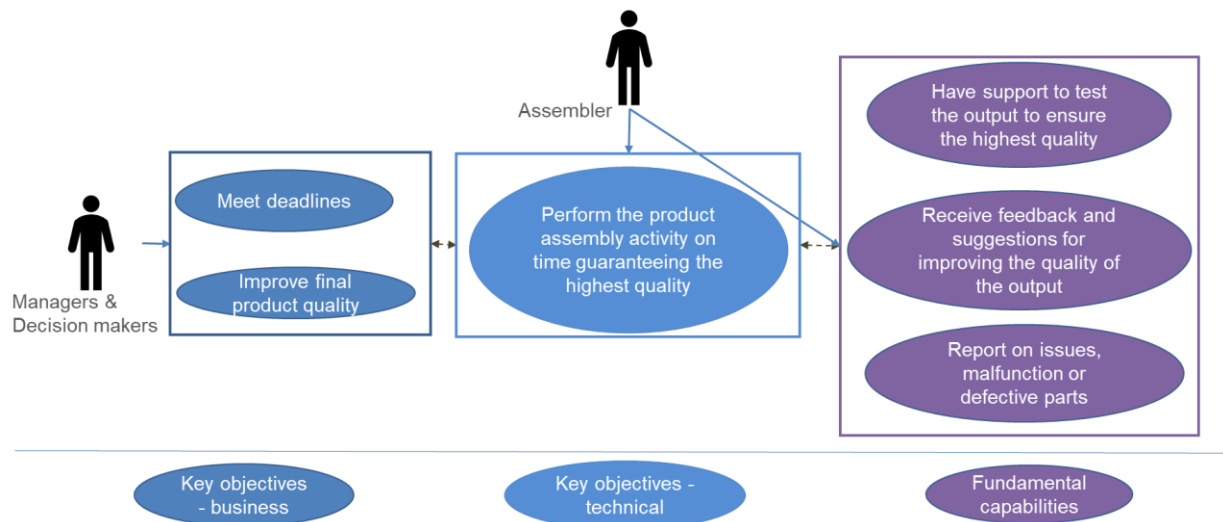 Assembler
Managers &
Decision makers
Meet deadlines
Improve final
product quality
Perform the product
assembly activity on
time guaranteeing the
highest quality
Have support to test
the output to ensure
the highest quality
Receive feedback and
suggestions for
improving the quality of
the output
Report on issues,
malfunction or
defective parts
Key objectives
- business
Key objectives -
technical
Fundamental
capabilities